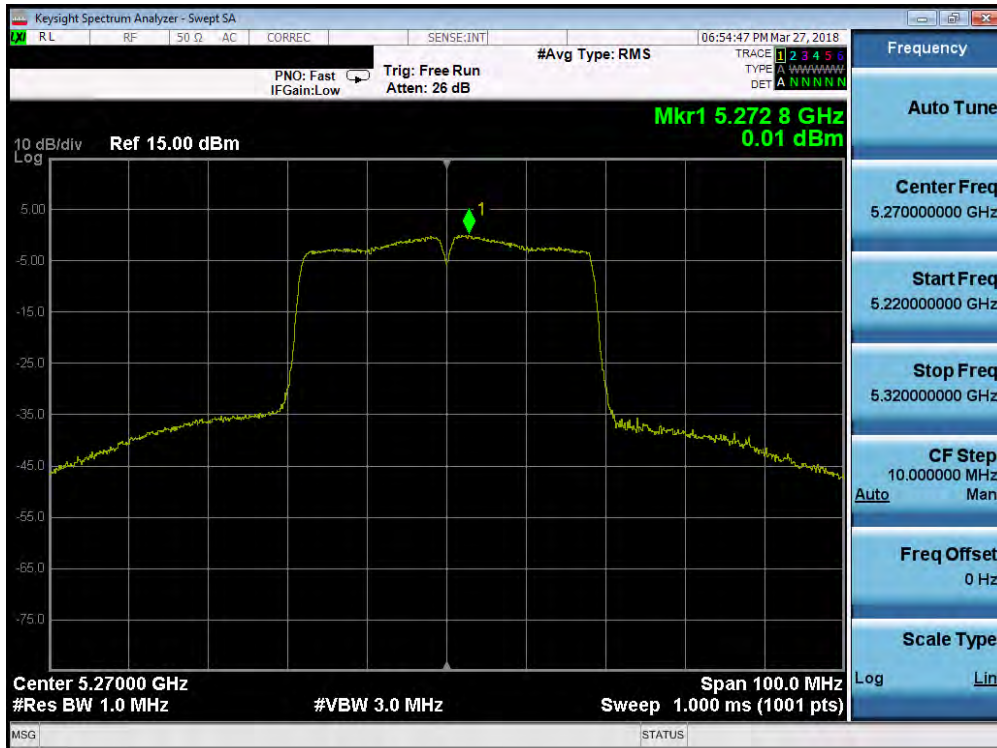 Keysight Spectrum Analyzer - Swept SA
LXI RL RF 50 Ω AC CORREC SENSE:INT 06:54:47 PM Mar 27, 2018
#Avg Type: RMS TRACE 1 2 3 4 5 6
PNO: Fast Trig: Free Run TYPE A WWWWW
IFGain:Low Atten: 26 dB DET A N N N N N
Mkr1 5.272 8 GHz
0.01 dBm
10 dB/div Ref 15.00 dBm
Log
1
5.00
-5.00
-15.0
-25.0
-35.0
-45.0
-55.0
-65.0
-75.0
Center 5.27000 GHz Span 100.0 MHz
#Res BW 1.0 MHz #VBW 3.0 MHz Sweep 1.000 ms (1001 pts)
MSG STATUS
Frequency
Auto Tune
Center Freq
5.270000000 GHz
Start Freq
5.220000000 GHz
Stop Freq
5.320000000 GHz
CF Step
10.000000 MHz
Auto Man
Freq Offset
0 Hz
Scale Type
Log Lin